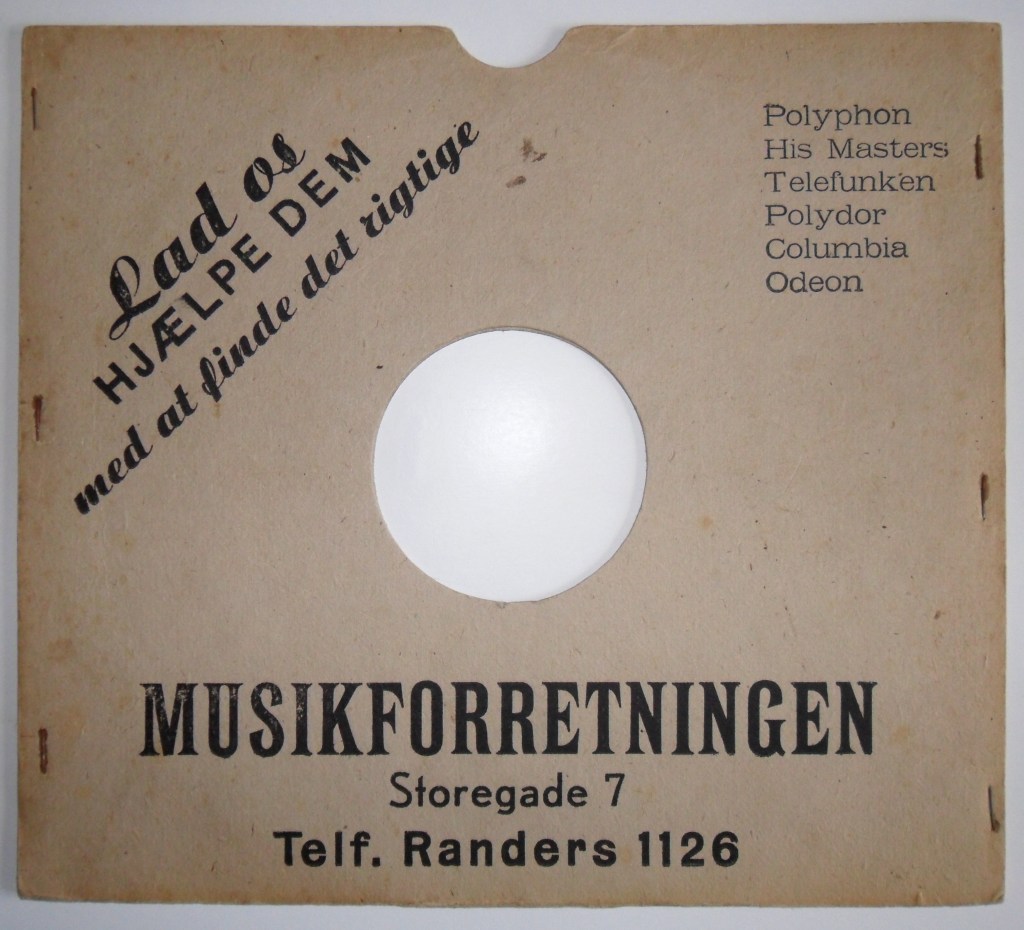 Lad os
HJÆLPE DEM
med at finde det rigtige
Polyphon
His Masters
Telefunken
Polydor
Columbia
Odeon
MUSIKFORRETNINGEN
Storegade 7
Telf. Randers 1126